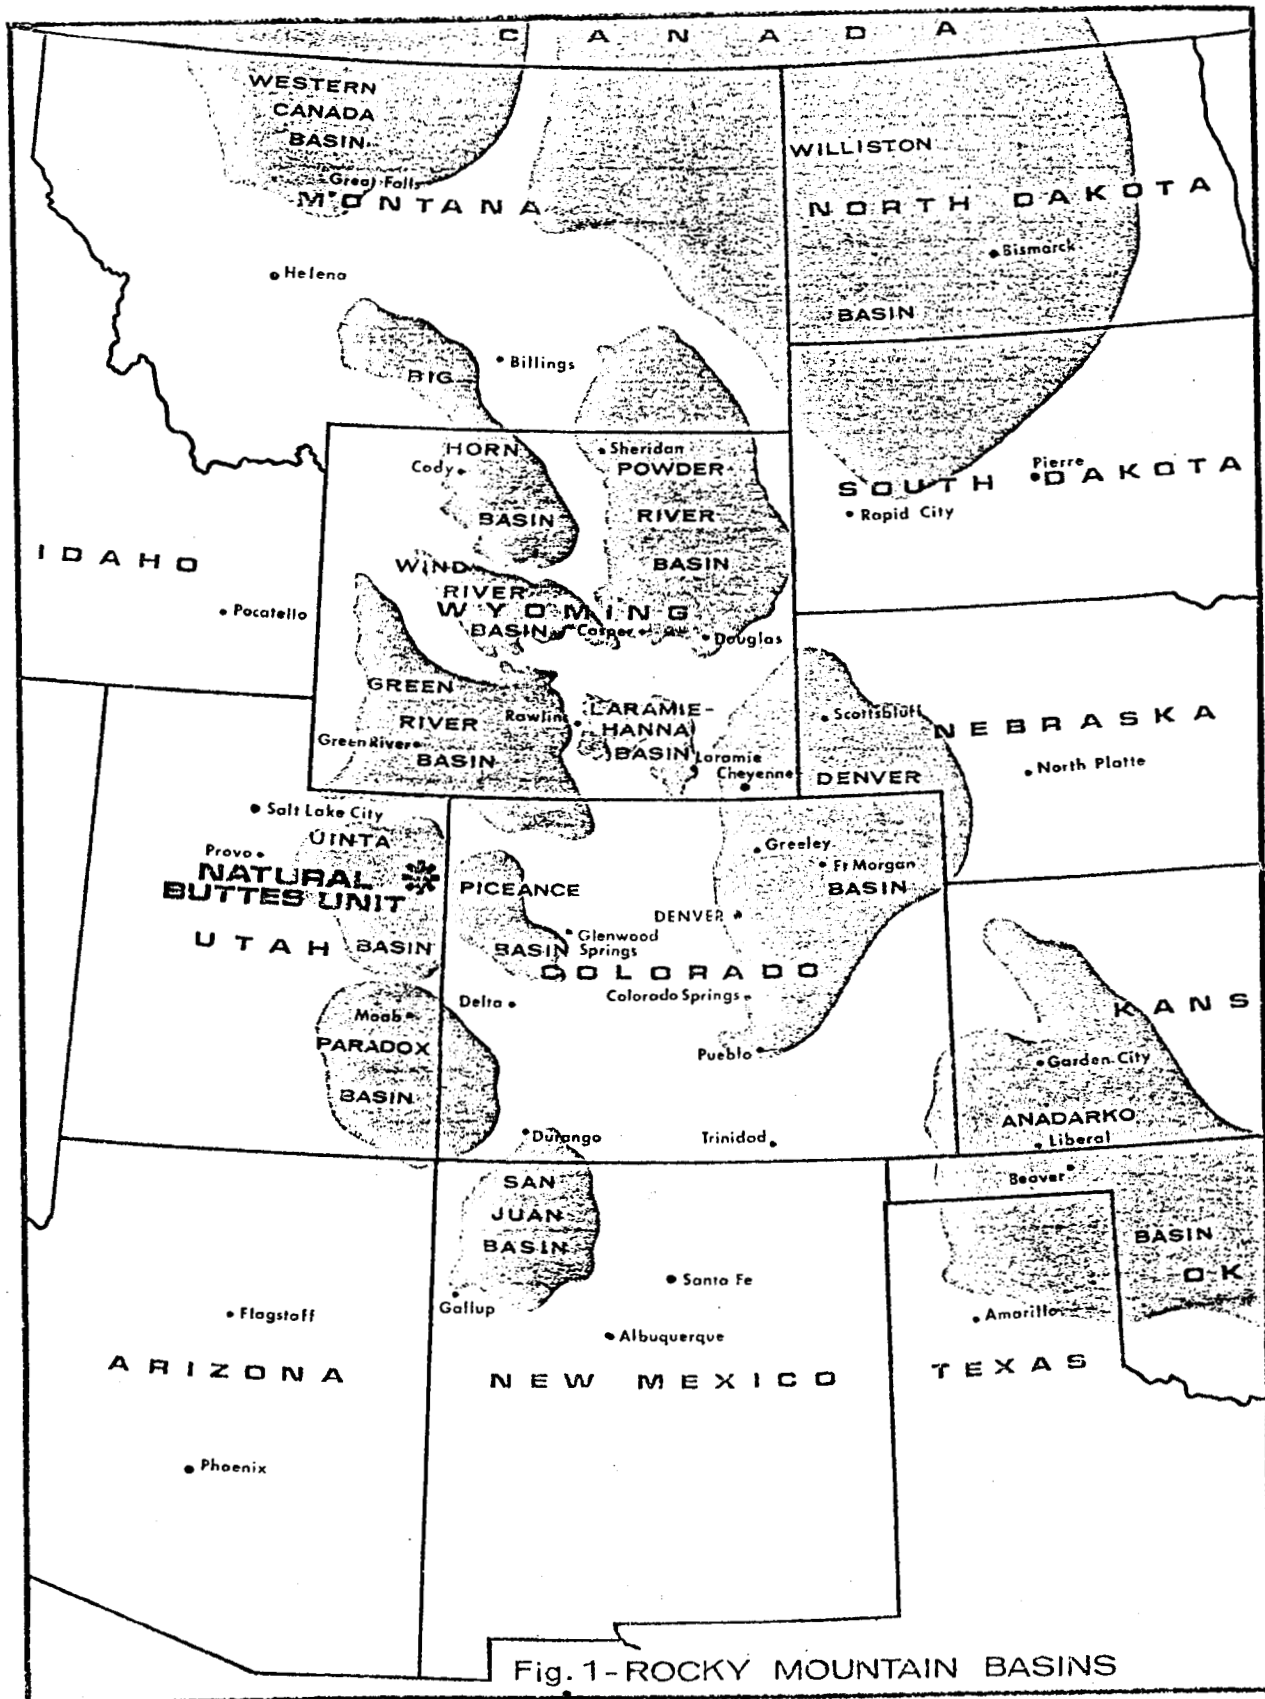 C A N A D A
WESTERN
CANADA
BASIN
Great Falls
MONTANA
WILLISTON
NORTH DAKOTA
Bismarck
BASIN
Helena
Billings
BIG
HORN
Cody
BASIN
Sheridan
POWDER
RIVER
BASIN
Pierre
SOUTH DAKOTA
Rapid City
IDAHO
Pocatello
WIND
RIVER
WYOMING
BASIN
Casper
Douglas
GREEN
RIVER
Green River
BASIN
Rawlins
LARAMIE-
HANNA
BASIN
Laramie
Cheyenne
Scottsbluff
NEBRASKA
North Platte
DENVER
Salt Lake City
UINTA
Provo
NATURAL
BUTTES UNIT
UTAH
BASIN
PICEANCE
BASIN
Glenwood
Springs
Greeley
Ft Morgan
BASIN
DENVER
COLORADO
Colorado Springs
Delta
Pueblo
Moab
PARADOX
BASIN
Durango
Trinidad
KANS
Garden City
ANADARKO
Liberal
Beaver
BASIN
OK
SAN
JUAN
BASIN
Gallup
Santa Fe
Albuquerque
Amarillo
Flagstaff
ARIZONA
NEW MEXICO
TEXAS
Phoenix
Fig. 1-ROCKY MOUNTAIN BASINS